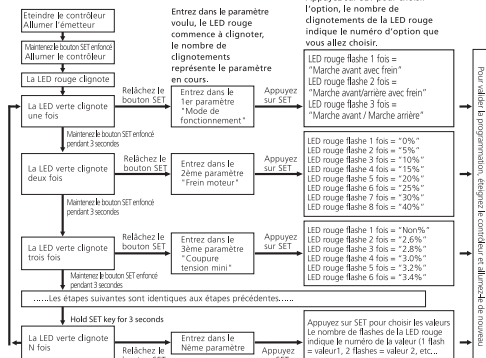 Eteindre le contrôleur
Allumer l'émetteur
Maintenez le bouton SET enfoncé
Allumer le contrôleur
La LED rouge clignote
Entrez dans le paramètre
voulu, le LED rouge
commence à clignoter,
le nombre de
clignotements
représente le paramètre
en cours.
l'option, le nombre de
clignotements de la LED rouge
indique le numéro d'option que
vous allez choisir.
La LED verte clignote
une fois
Relâchez le
bouton SET
Entrez dans le
1er paramètre
"Mode de
fonctionnement"
Appuyez
sur SET
LED rouge flashe 1 fois =
"Marche avant avec frein"
LED rouge flashe 2 fois =
"Marche avant/arrière avec frein"
LED rouge flashe 3 fois =
"Marche avant / Marche arrière"
Maintenez le bouton SET enfoncé
pendant 3 secondes
La LED verte clignote
deux fois
Relâchez le
bouton SET
Entrez dans le
2ème paramètre
"Frein moteur"
Appuyez
sur SET
LED rouge flashe 1 fois = "0%"
LED rouge flashe 2 fois = "5%"
LED rouge flashe 3 fois = "10%"
LED rouge flashe 4 fois = "15%"
LED rouge flashe 5 fois = "20%"
LED rouge flashe 6 fois = "25%"
LED rouge flashe 7 fois = "30%"
LED rouge flashe 8 fois = "40%"
Maintenez le bouton SET enfoncé
pendant 3 secondes
La LED verte clignote
trois fois
Relâchez le
bouton SET
Entrez dans le
3ème paramètre
"Coupure
tension mini"
Appuyez
sur SET
LED rouge flashe 1 fois = "Non%"
LED rouge flashe 2 fois = "2,6%"
LED rouge flashe 3 fois = "2.8%"
LED rouge flashe 4 fois = "3.0%"
LED rouge flashe 5 fois = "3.2%"
LED rouge flashe 6 fois = "3.4%"
Maintenez le bouton SET enfoncé
pendant 3 secondes
......Les étapes suivantes sont identiques aux étapes précédentes......
Hold SET key for 3 seconds
La LED verte clignote
N fois
Relâchez le
Entrez dans le
Nème paramètre
Appuyez
Appuyez sur SET pour choisir les valeurs
Le nombre de flashes de la LED rouge
indique le numéro de la valeur (1 flash
= valeur1, 2 flashes = valeur 2, etc...
Pour valider la programmation, éteignez le contrôleur et allumez-le de nouveau